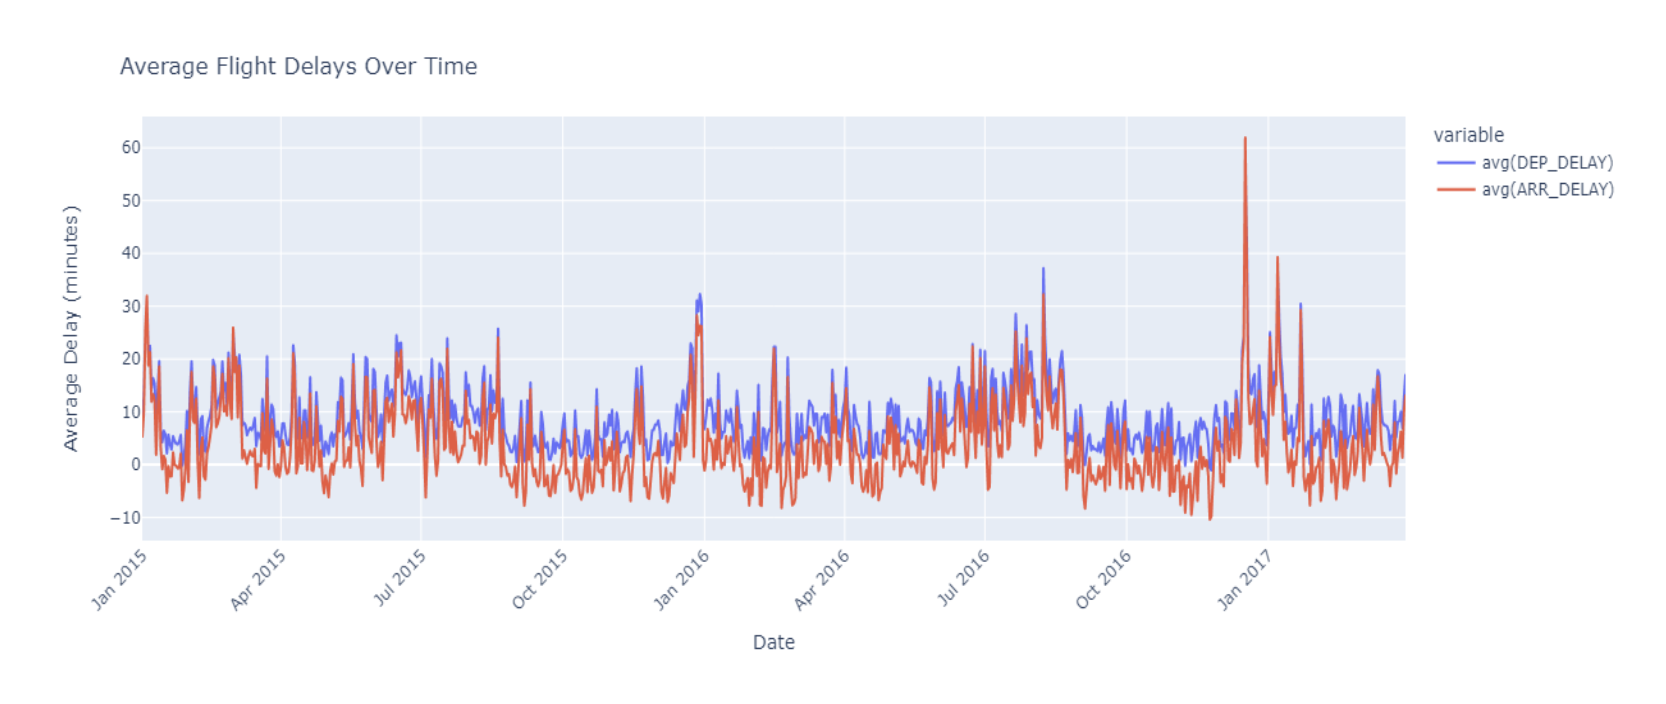 Average Flight Delays Over Time
variable
avg(DEP_DELAY)
avg(ARR_DELAY)
Average Delay (minutes)
60
50
40
30
20
10
0
−10
Jan 2015
Apr 2015
Jul 2015
Oct 2015
Jan 2016
Apr 2016
Jul 2016
Oct 2016
Jan 2017
Date